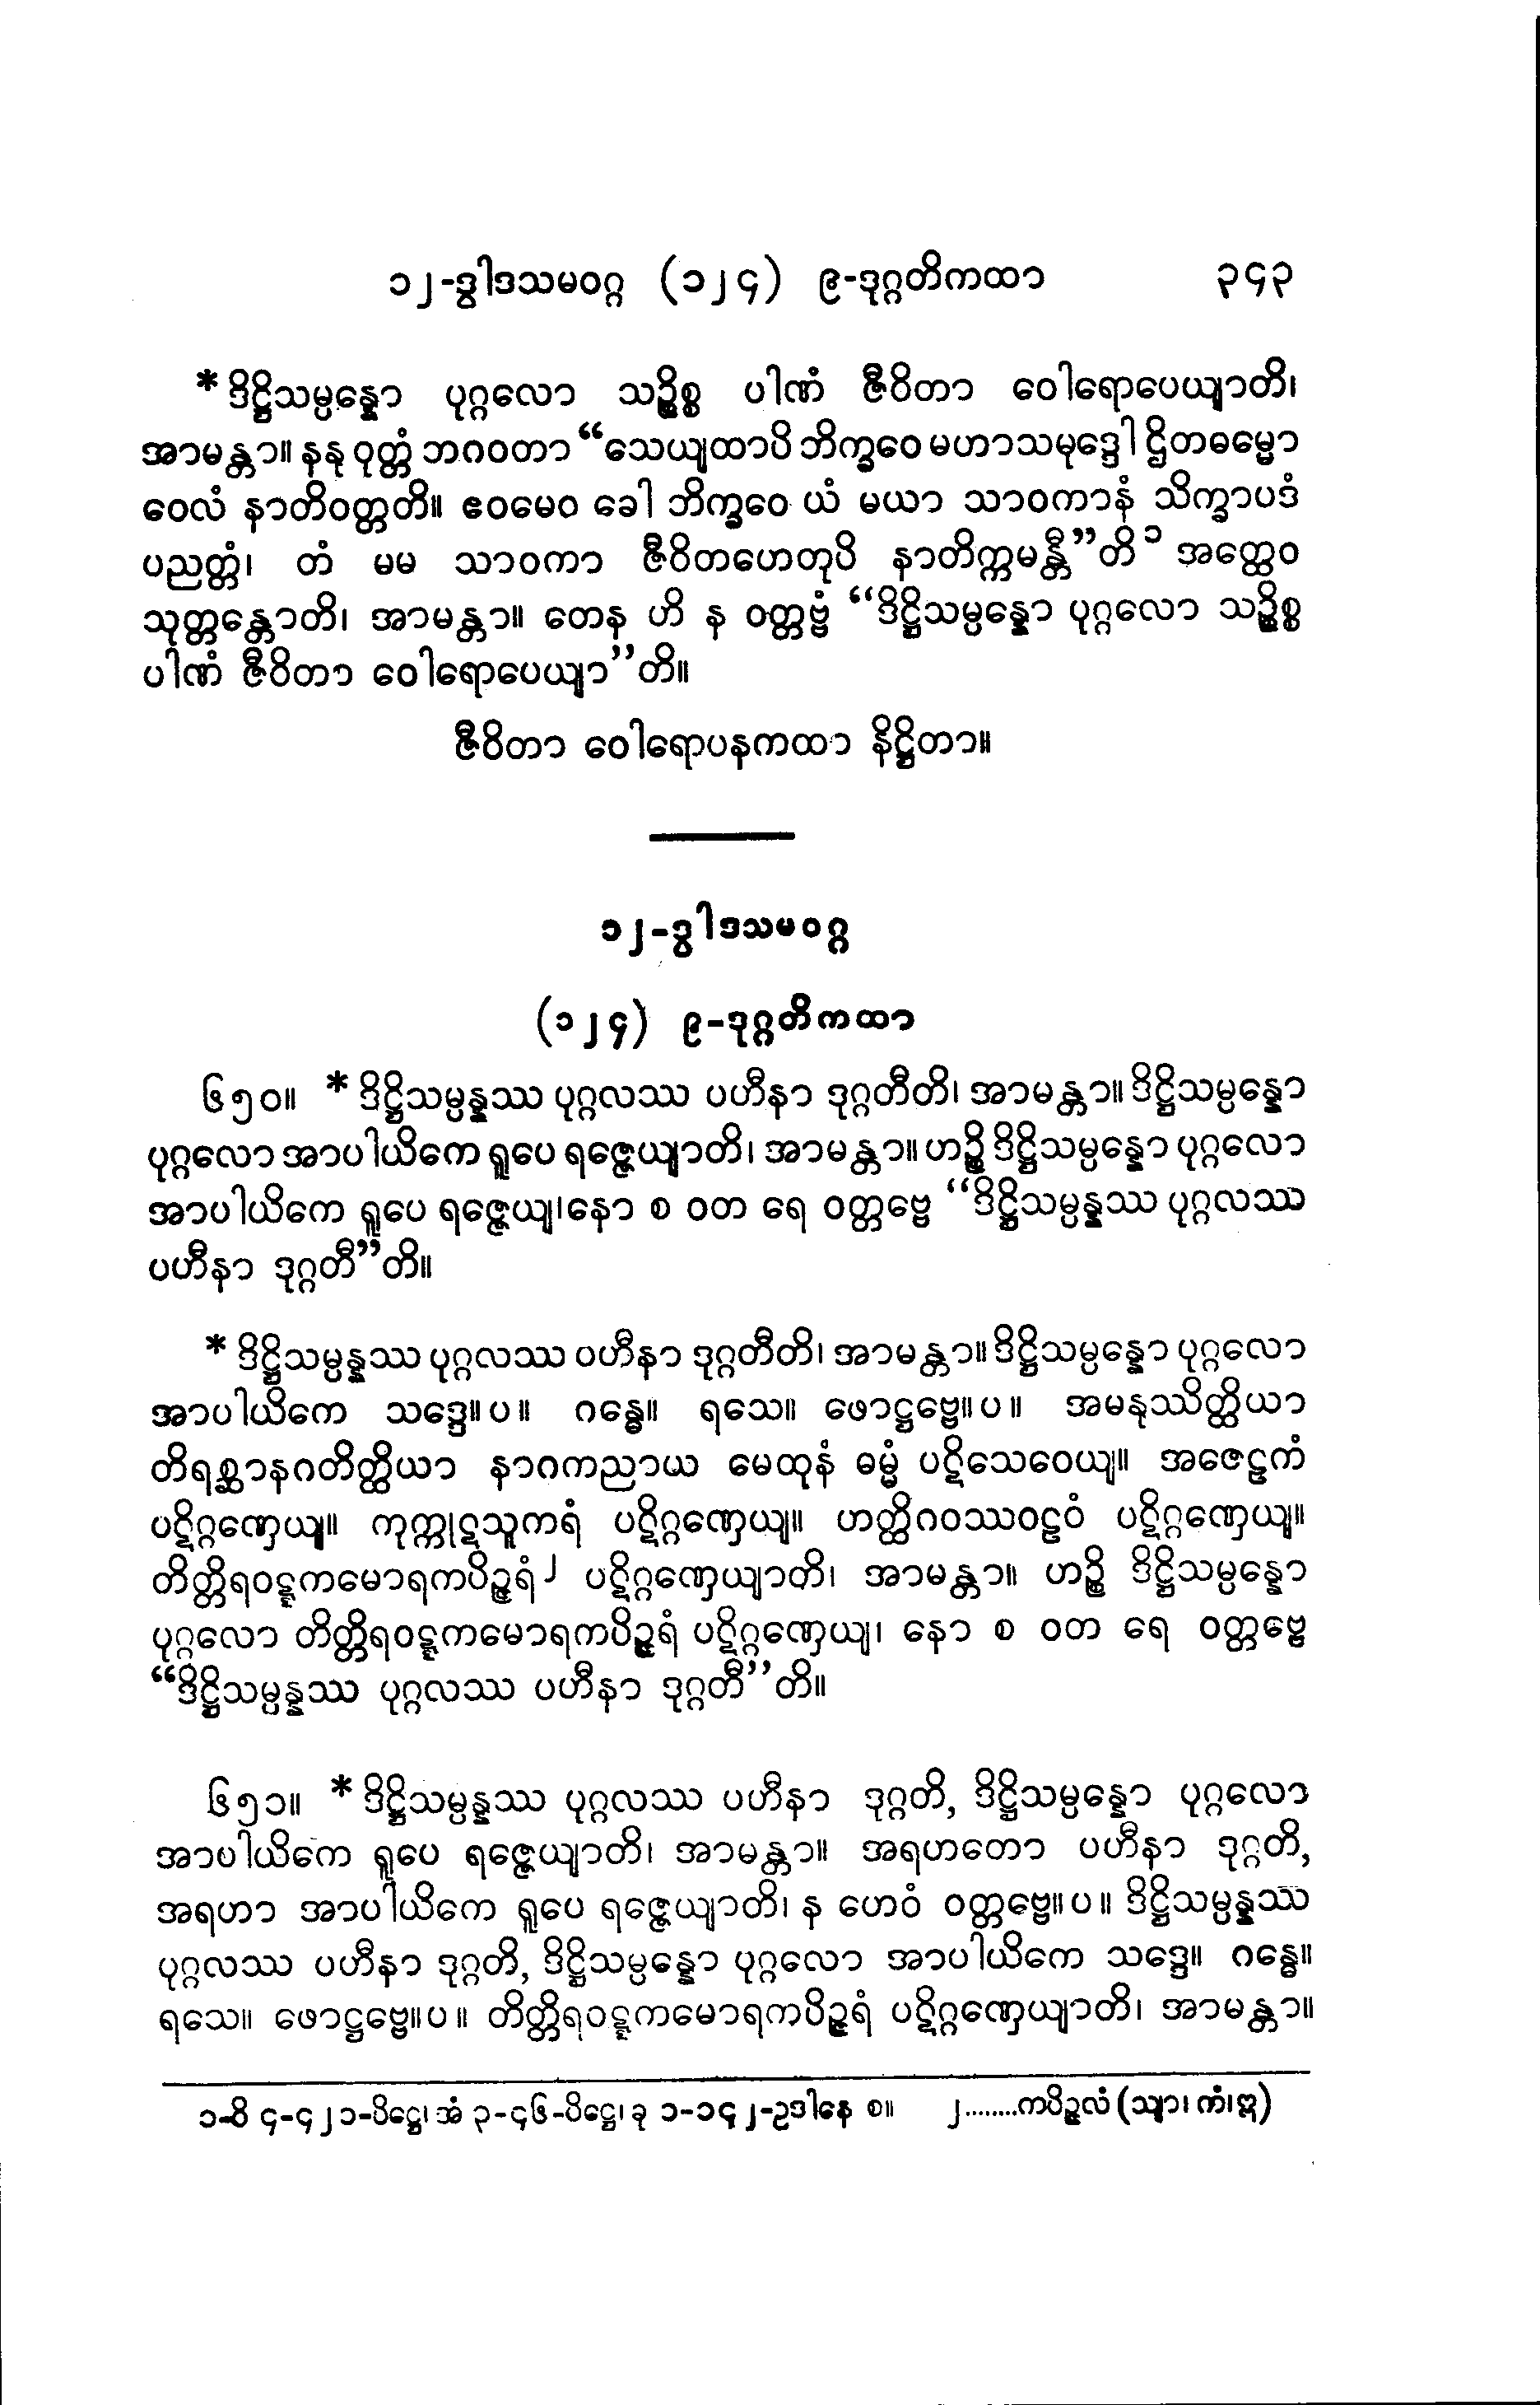 ၁၂-ဒွါဒသမဝဂ္ဂ (၁၂၄) ၉-ဒုဂ္ဂတိကထာ ၃၄၃
* ဒိဋ္ဌိသမ္ပန္နော ပုဂ္ဂလော သဉ္စိစ္စ ပါဏံ ဇီဝိတာ ဝေါရောပေယျာတိ၊
အာမန္တာ။ နနု ဝုတ္တံ ဘဂဝတာ “သေယျထာပိ ဘိက္ခဝေ မဟာသမုဒ္ဒေါ ဌိတဓမ္မော
ဝေလံ နာတိဝတ္တတိ။ ဧဝမေဝ ခေါ ဘိက္ခဝေ ယံ မယာ သာဝကာနံ သိက္ခာပဒံ
ပညတ္တံ၊ တံ မမ သာဝကာ ဇီဝိတဟေတုပိ နာတိက္ကမန္တီ”တိ ၁ အတ္ထေဝ
သုတ္တန္တောတိ၊ အာမန္တာ။ တေန ဟိ န ဝတ္တဗ္ဗံ “ဒိဋ္ဌိသမ္ပန္နော ပုဂ္ဂလော သဉ္စိစ္စ
ပါဏံ ဇီဝိတာ ဝေါရောပေယျာ”တိ။
ဇီဝိတာ ဝေါရောပနကထာ နိဋ္ဌိတာ။
၁၂-ဒွါဒသမဝဂ္ဂ
(၁၂၄) ၉-ဒုဂ္ဂတိကထာ
၆၅၀။ * ဒိဋ္ဌိသမ္ပန္နဿ ပုဂ္ဂလဿ ပဟီနာ ဒုဂ္ဂတီတိ၊ အာမန္တာ။ ဒိဋ္ဌိသမ္ပန္နော
ပုဂ္ဂလော အာပါယိကေ ရူပေ ရဇ္ဇေယျာတိ၊ အာမန္တာ။ ဟဉ္စိ ဒိဋ္ဌိသမ္ပန္နော ပုဂ္ဂလော
အာပါယိကေ ရူပေ ရဇ္ဇေယျ၊နော စ ဝတ ရေ ဝတ္တဗ္ဗေ “ဒိဋ္ဌိသမ္ပန္နဿ ပုဂ္ဂလဿ
ပဟီနာ ဒုဂ္ဂတီ”တိ။
* ဒိဋ္ဌိသမ္ပန္နဿ ပုဂ္ဂလဿ ပဟီနာ ဒုဂ္ဂတီတိ၊ အာမန္တာ။ ဒိဋ္ဌိသမ္ပန္နော ပုဂ္ဂလော
အာပါယိကေ သဒ္ဒေ။ ပ။ ဂန္ဓေ။ ရသေ။ ဖောဋ္ဌဗ္ဗေ။ ပ။ အမနုဿိတ္ထိယာ
တိရစ္ဆာနဂတိတ္ထိယာ နာဂကညာယ မေထုနံ ဓမ္မံ ပဋိသေဝေယျ။ အဇေဠကံ
ပဋိဂ္ဂဏှေယျ။ ကုက္ကုဋသူကရံ ပဋိဂ္ဂဏှေယျ။ ဟတ္ထိဂဝဿဝဠဝံ ပဋိဂ္ဂဏှေယျ။
တိတ္တိရဝဋ္ဋကမောရကပိဉ္ဇရံ ၂ ပဋိဂ္ဂဏှေယျာတိ၊ အာမန္တာ။ ဟဉ္စိ ဒိဋ္ဌိသမ္ပန္နော
ပုဂ္ဂလော တိတ္တိရဝဋ္ဋကမောရကပိဉ္ဇရံ ပဋိဂ္ဂဏှေယျ၊ နော စ ဝတ ရေ ဝတ္တဗ္ဗေ
“ဒိဋ္ဌိသမ္ပန္နဿ ပုဂ္ဂလဿ ပဟီနာ ဒုဂ္ဂတီ”တိ။
၆၅၁။ * ဒိဋ္ဌိသမ္ပန္နဿ ပုဂ္ဂလဿ ပဟီနာ ဒုဂ္ဂတိ, ဒိဋ္ဌိသမ္ပန္နော ပုဂ္ဂလော
အာပါယိကေ ရူပေ ရဇ္ဇေယျာတိ၊ အာမန္တာ။ အရဟတော ပဟီနာ ဒုဂ္ဂတိ,
အရဟာ အာပါယိကေ ရူပေ ရဇ္ဇေယျာတိ၊ န ဟေဝံ ဝတ္တဗ္ဗေ။ ပ။ ဒိဋ္ဌိသမ္ပန္နဿ
ပုဂ္ဂလဿ ပဟီနာ ဒုဂ္ဂတိ, ဒိဋ္ဌိသမ္ပန္နော ပုဂ္ဂလော အာပါယိကေ သဒ္ဒေ။ ဂန္ဓေ။
ရသေ။ ဖောဋ္ဌဗ္ဗေ။ပ။ တိတ္တိရဝဋ္ဋကမောရကပိဉ္ဇရံ ပဋိဂ္ဂဏှေယျာတိ၊ အာမန္တာ။
၁-ဝိ ၄-၄၂၁-ပိဋ္ဌေ၊ အံ ၃-၄၆-ပိဋ္ဌေ၊ ခု ၁-၁၄၂-ဥဒါနေ စ။ ၂........ကပိဉ္ဇလံ (သျာ၊ ကံ၊ ဣ)